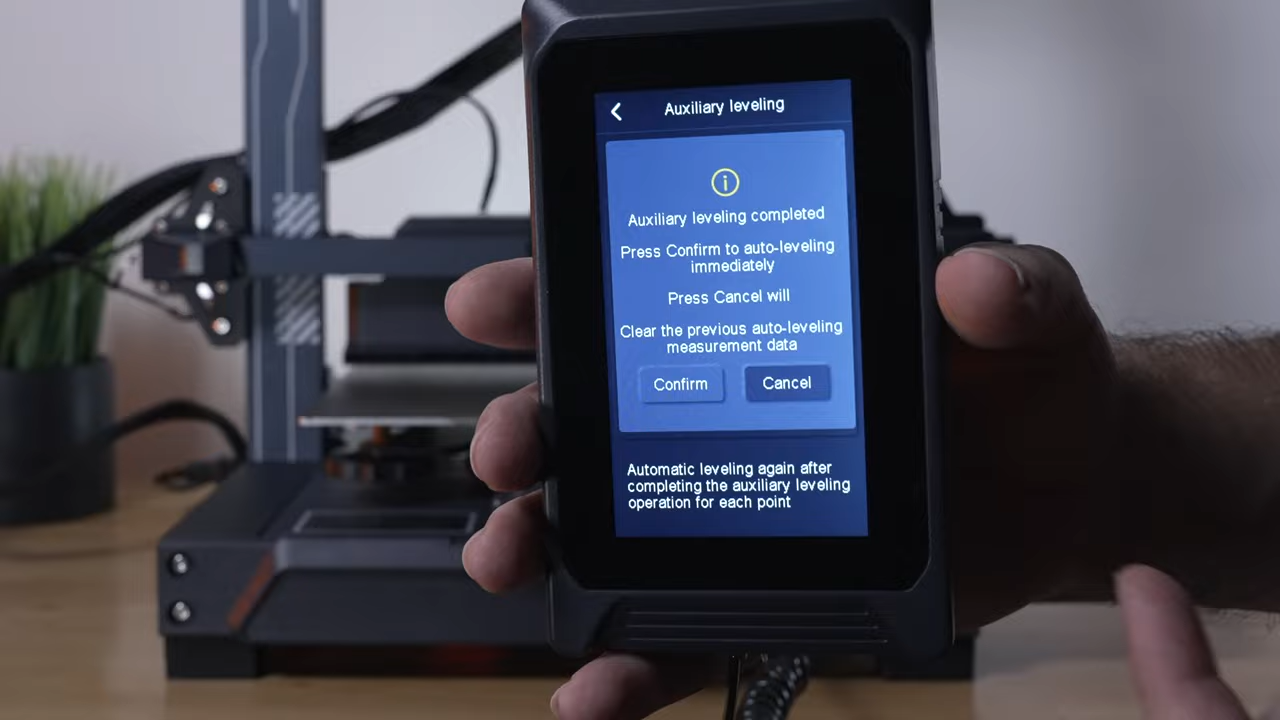 Auxiliary leveling
Auxiliary leveling completed
Press Confirm to auto-leveling
immediately
Press Cancel will
Clear the previous auto-leveling
measurement data
Confirm Cancel
Automatic leveling again after
completing the auxiliary leveling
operation for each point